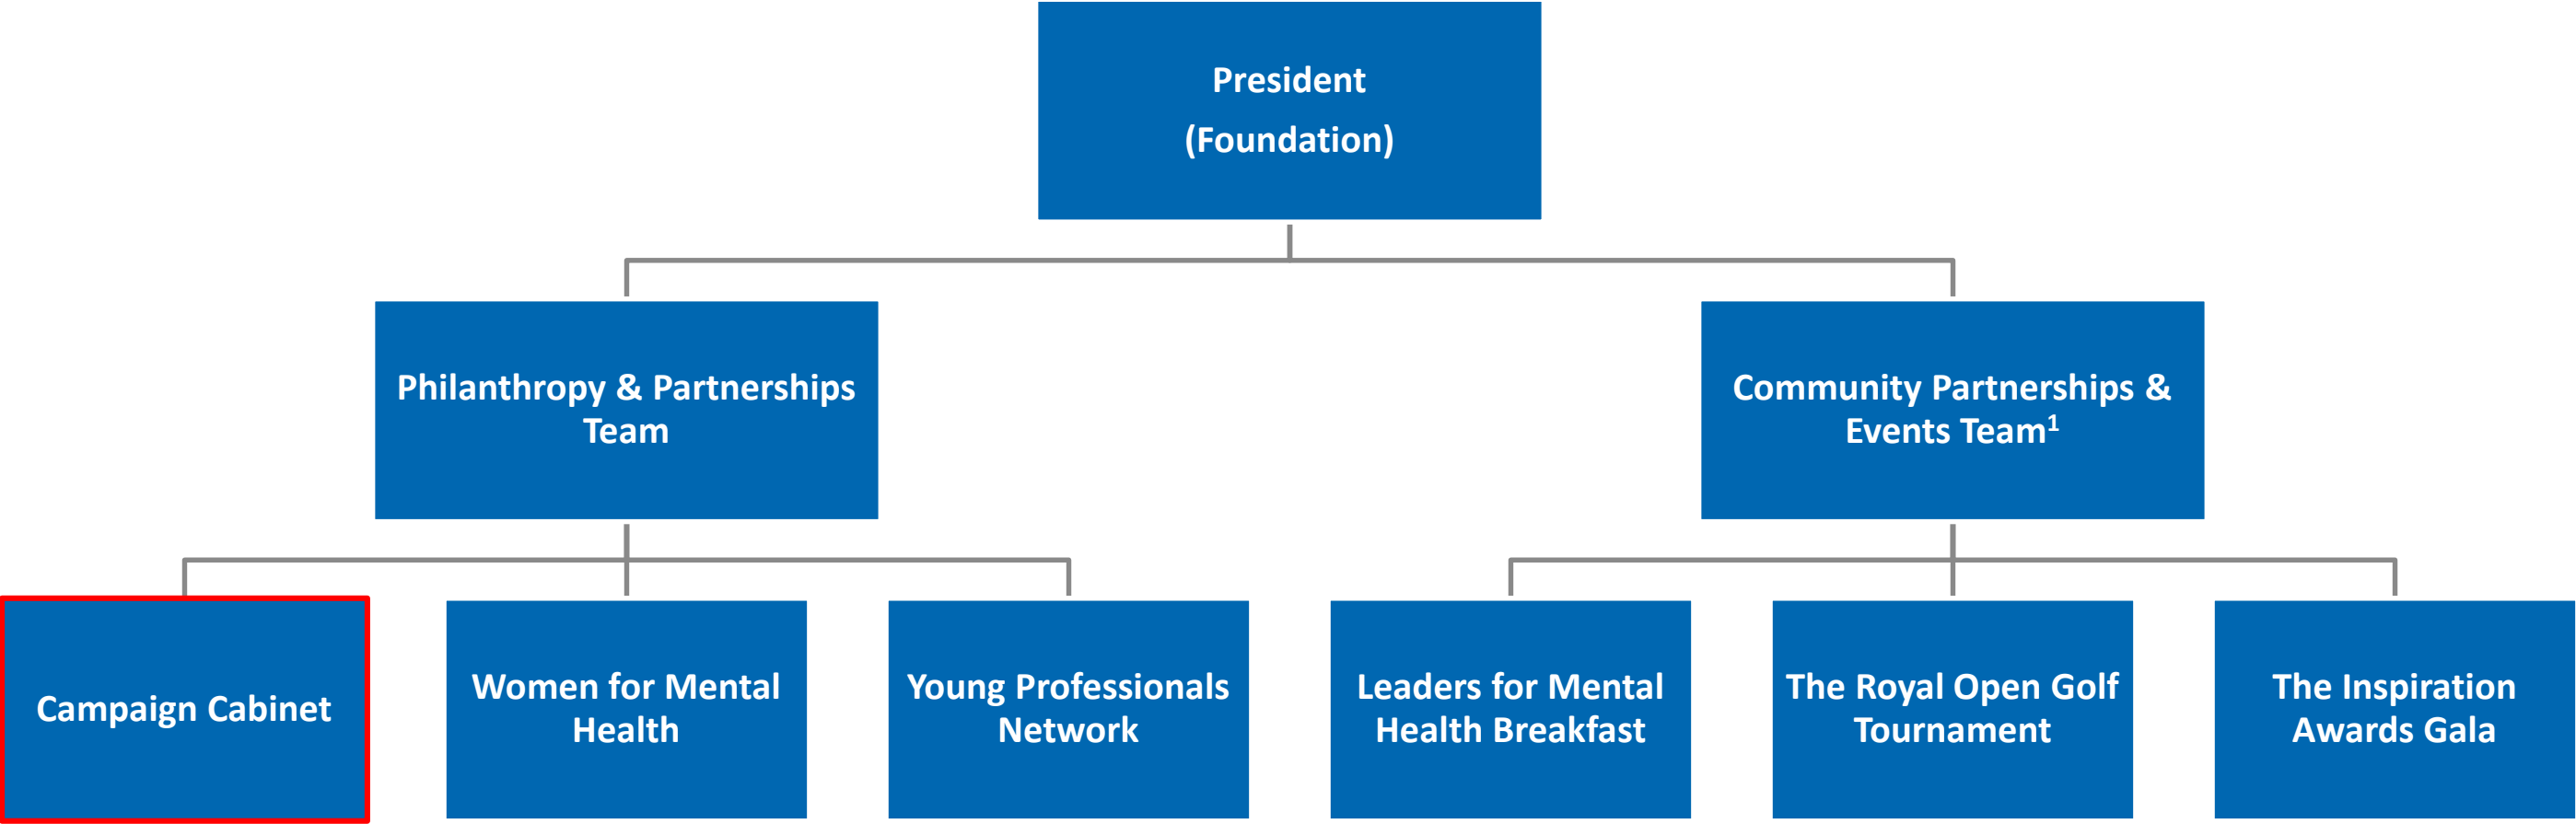 President
(Foundation)
Philanthropy & Partnerships
Team
Community Partnerships &
Events Team¹
Campaign Cabinet
Women for Mental
Health
Young Professionals
Network
Leaders for Mental
Health Breakfast
The Royal Open Golf
Tournament
The Inspiration
Awards Gala